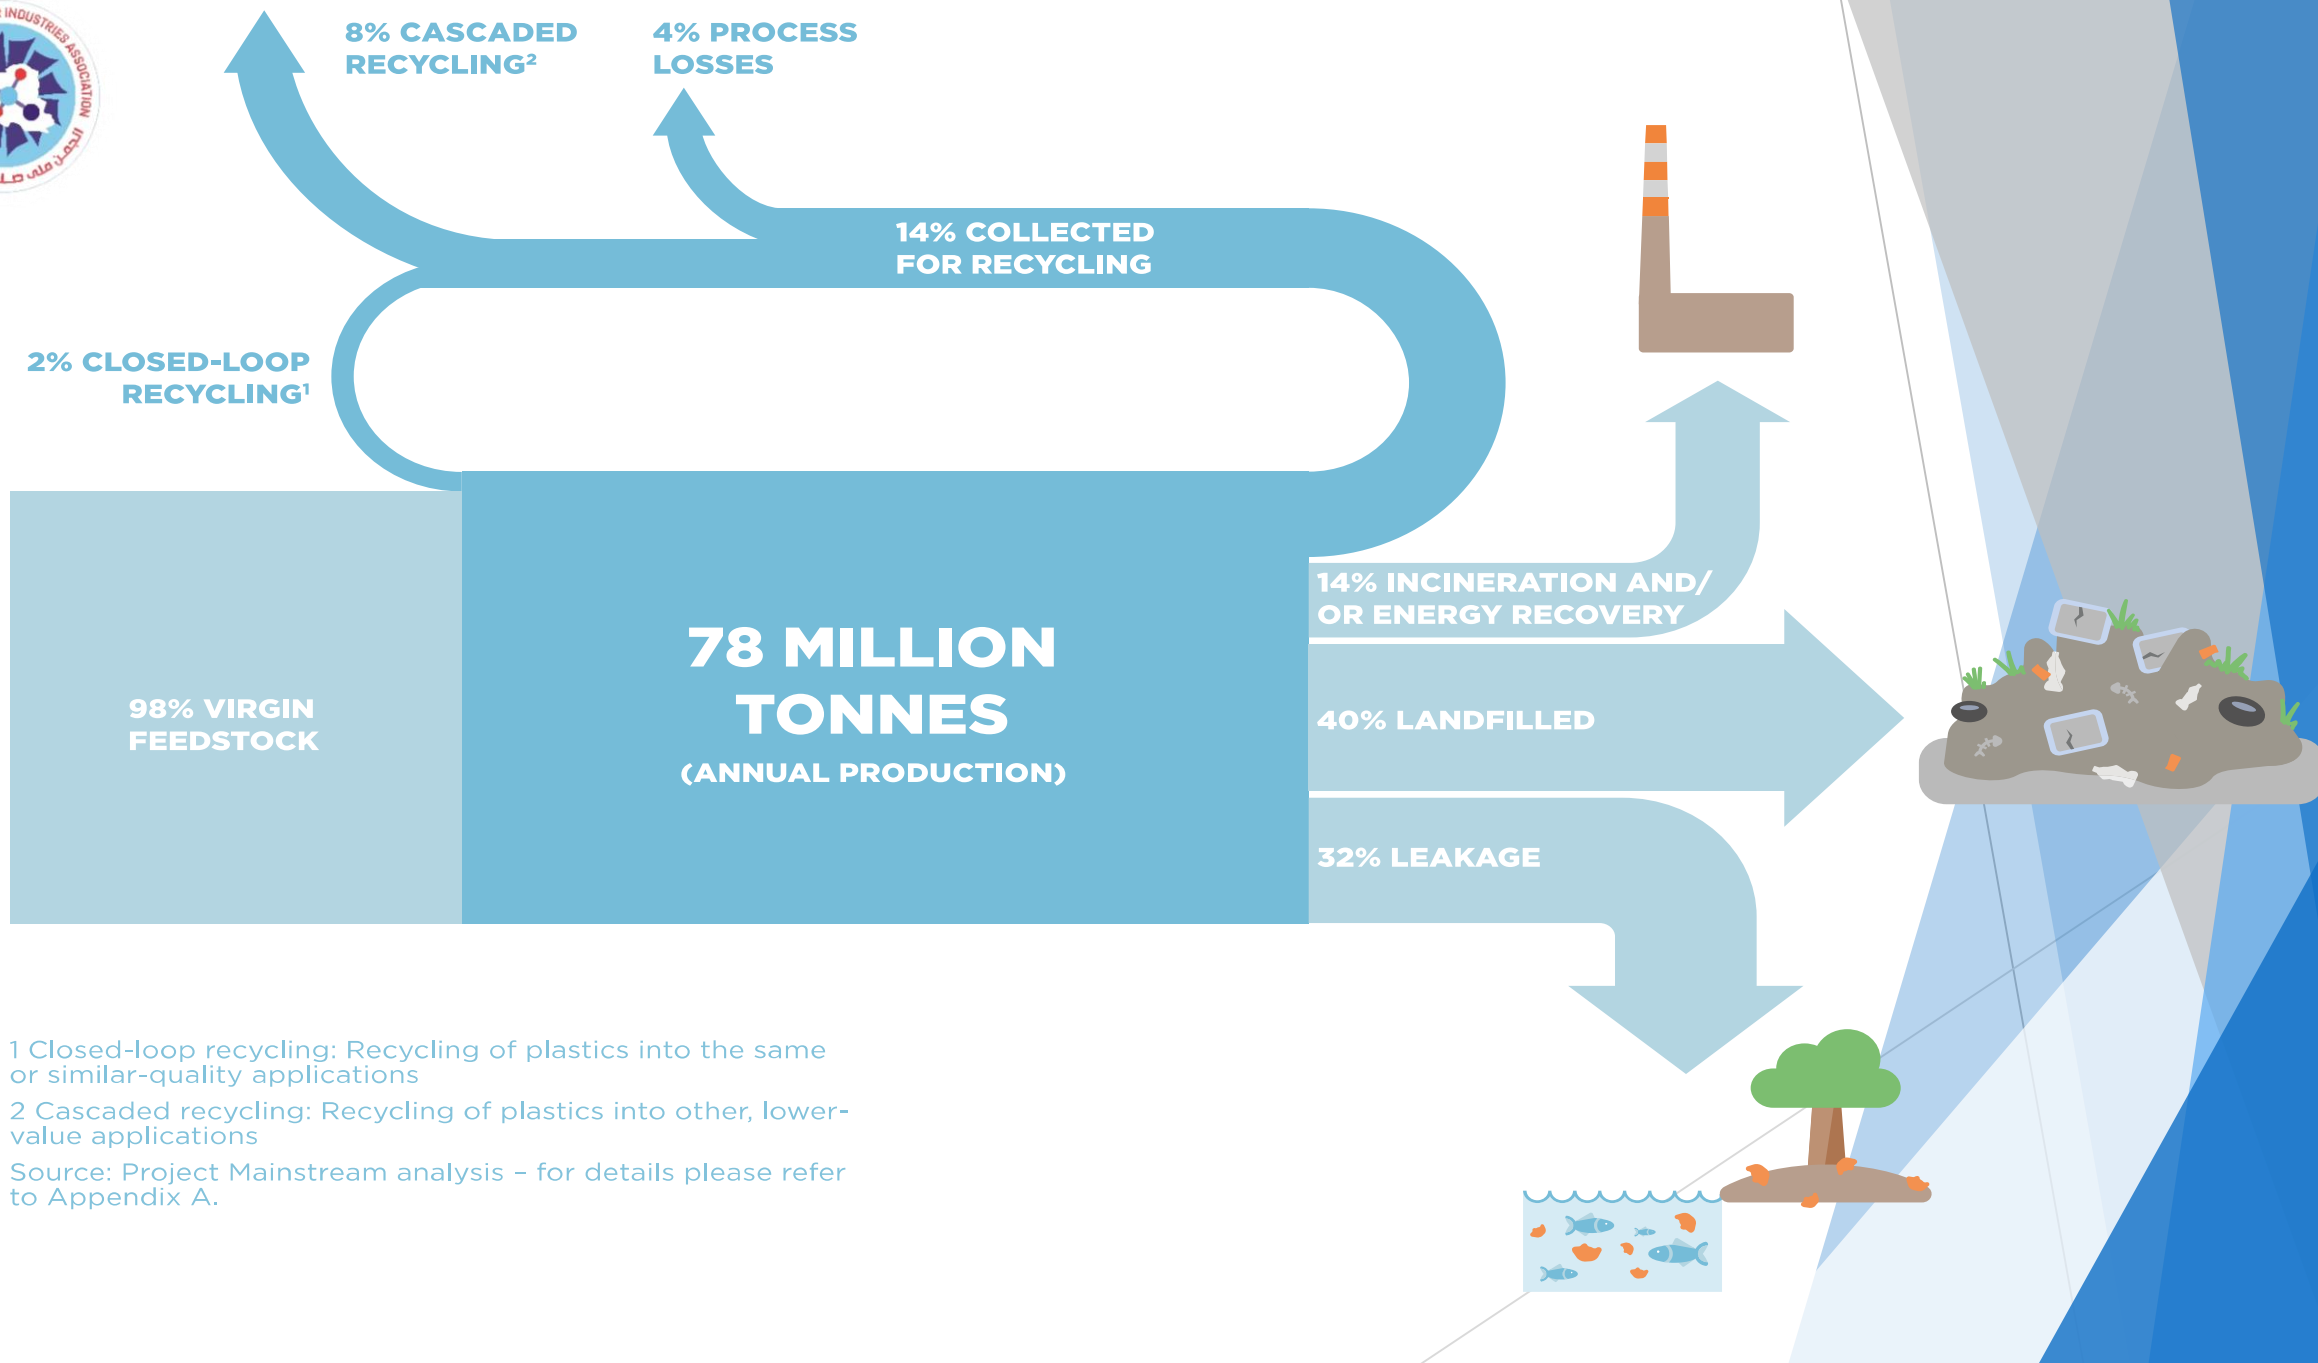 INDUSTRIES ASSOCIATION
انجمن ملی
8% CASCADED
RECYCLING²
4% PROCESS
LOSSES
14% COLLECTED
FOR RECYCLING
2% CLOSED-LOOP
RECYCLING¹
14% INCINERATION AND/
OR ENERGY RECOVERY
78 MILLION
TONNES
(ANNUAL PRODUCTION)
98% VIRGIN
FEEDSTOCK
40% LANDFILLED
32% LEAKAGE
1 Closed-loop recycling: Recycling of plastics into the same
or similar-quality applications
2 Cascaded recycling: Recycling of plastics into other, lower-
value applications
Source: Project Mainstream analysis – for details please refer
to Appendix A.